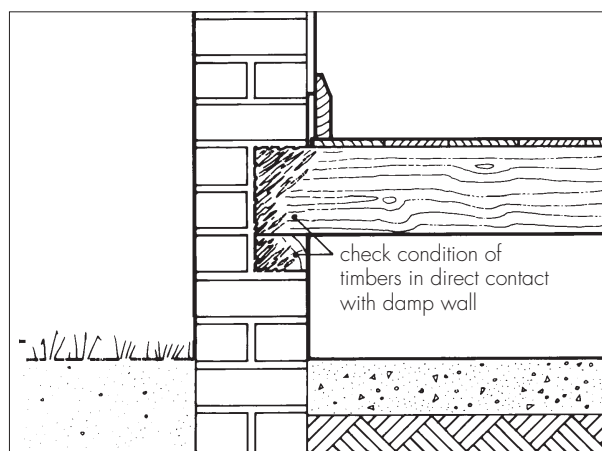 check condition of
timbers in direct contact
with damp wall